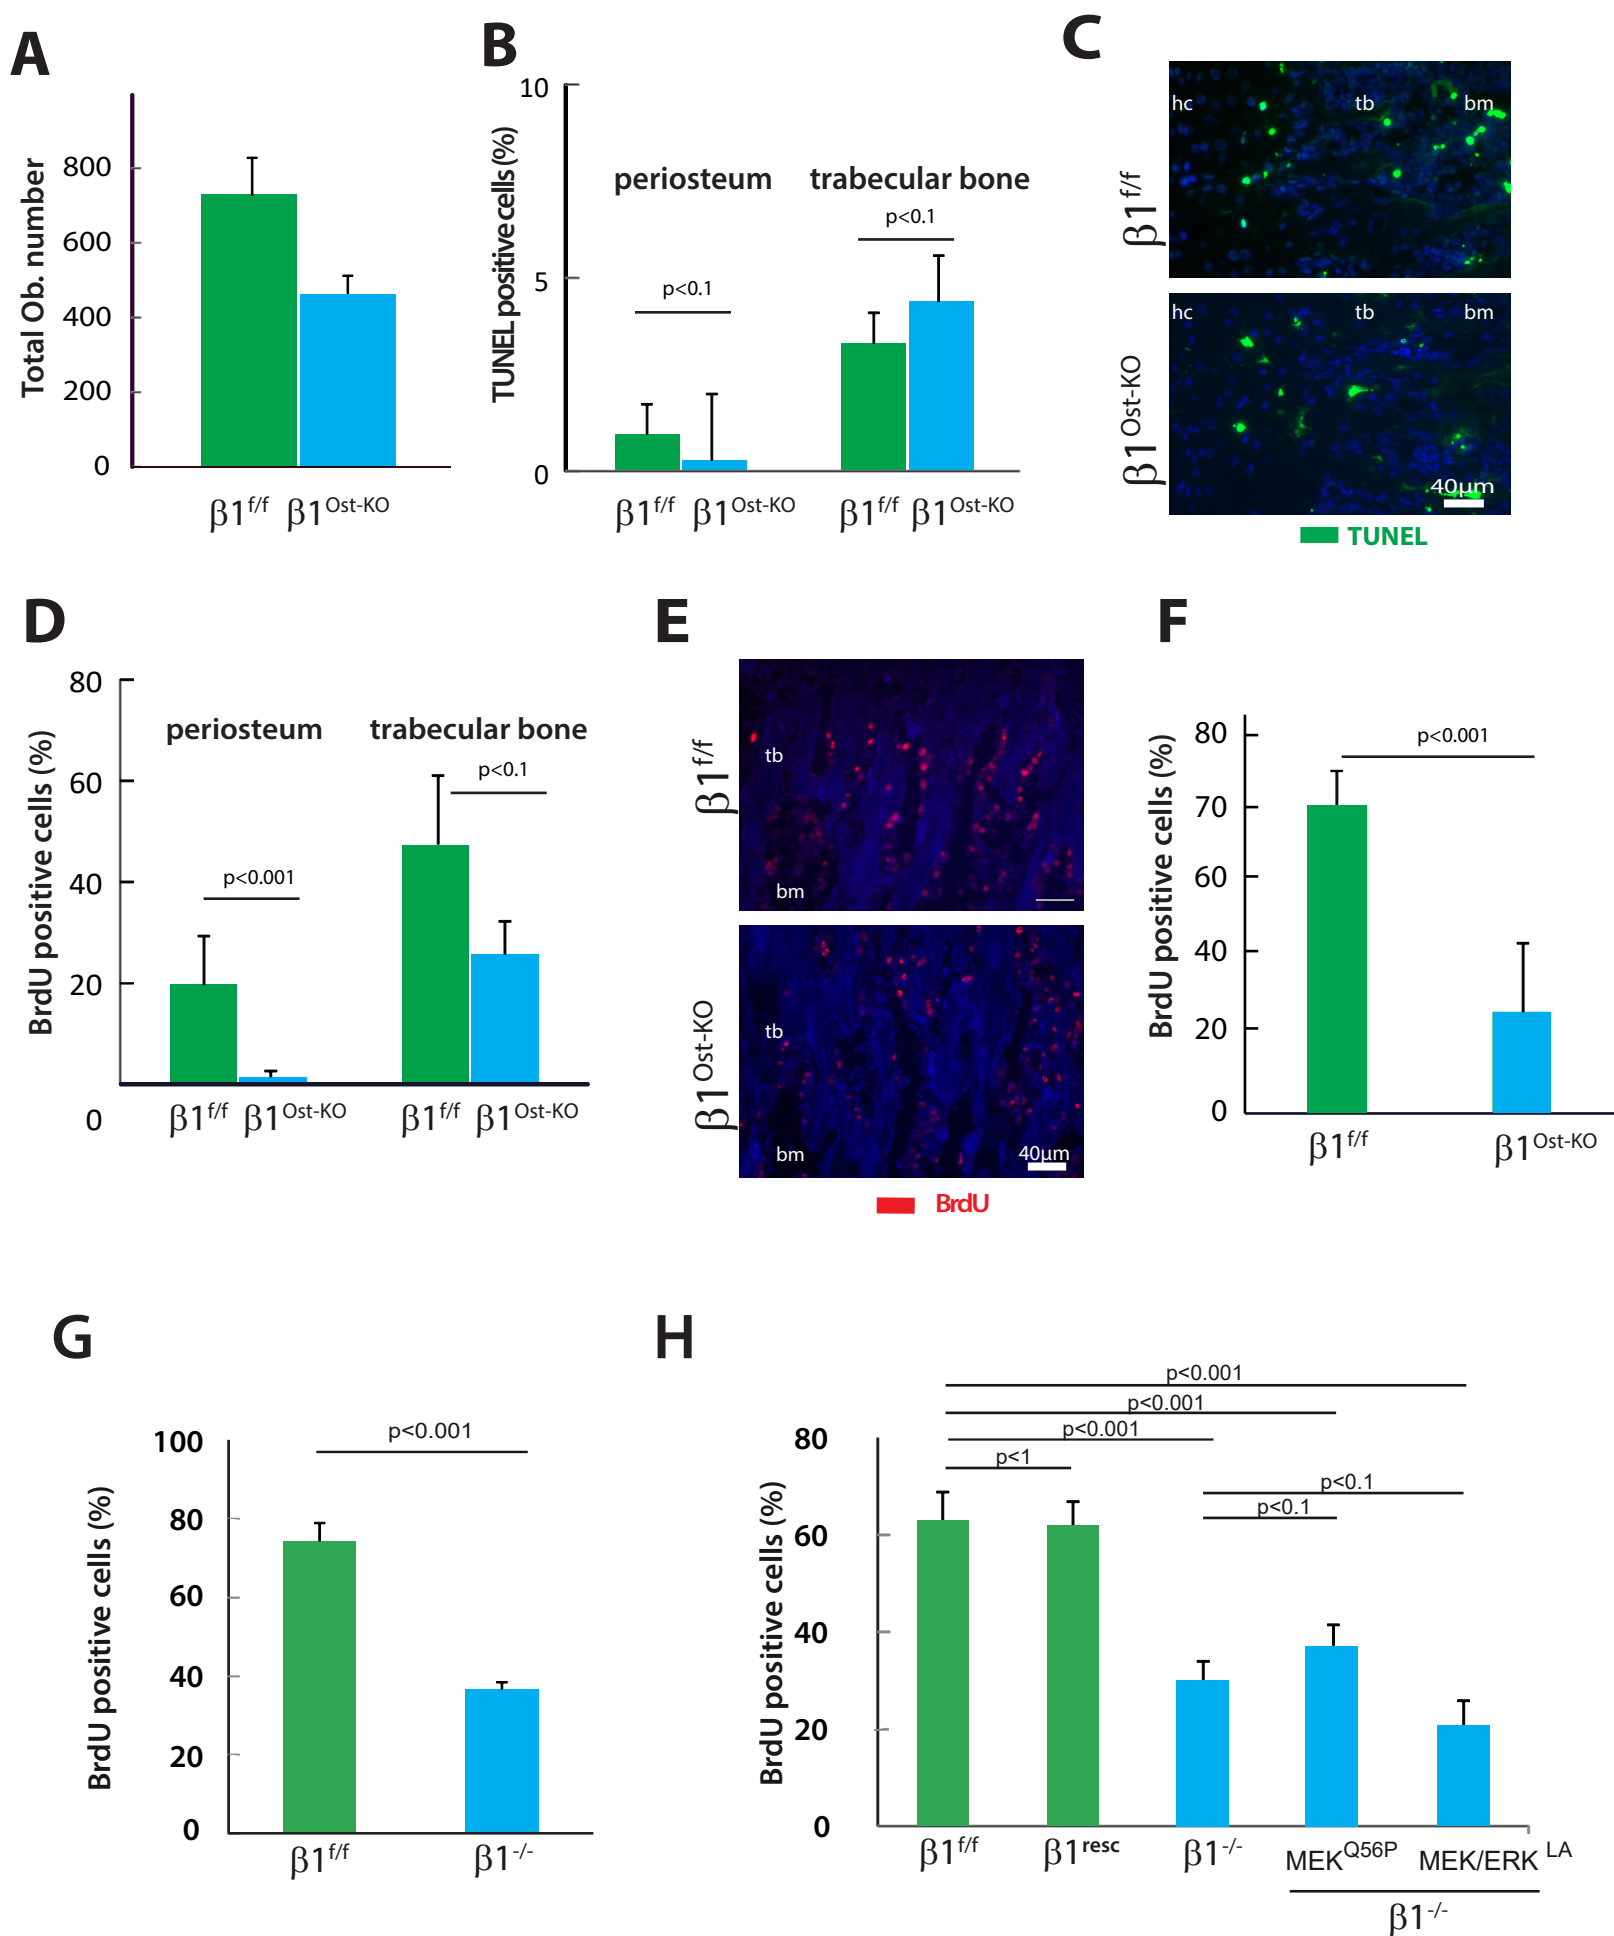 A
Total Ob. number
800
600
400
200
0
β1f/f β1Ost-KO
B
TUNEL positive cells (%)
10
5
0
periosteum trabecular bone
p<0.1
p<0.1
β1f/f β1Ost-KO β1f/f β1Ost-KO
C
β1f/f
hc tb bm
β1Ost-KO
hc tb bm
40µm
TUNEL
D
BrdU positive cells (%)
80
60
40
20
0
periosteum trabecular bone
p<0.1
p<0.001
β1f/f β1Ost-KO β1f/f β1Ost-KO
E
β1f/f
tb
bm
β1Ost-KO
tb
bm
40µm
BrdU
F
BrdU positive cells (%)
80
70
60
40
20
0
p<0.001
β1f/f β1Ost-KO
G
BrdU positive cells (%)
100
80
60
40
20
0
p<0.001
β1f/f β1-/-
H
BrdU positive cells (%)
80
60
40
20
0
p<0.001
p<0.001
p<0.001
p<1
p<0.1
p<0.1
β1f/f β1resc β1-/- MEKQ56P MEK/ERK LA
β1-/-